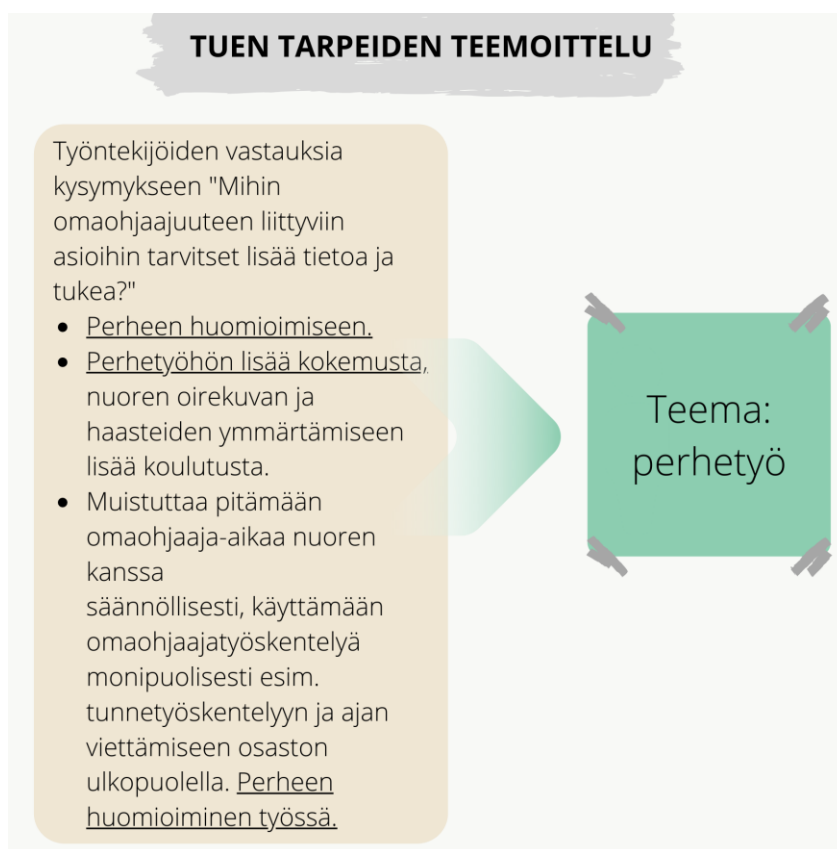 TUEN TARPEIDEN TEEMOITTELU
Työntekijöiden vastauksia
kysymykseen "Mihin
omaohjaajuuteen liittyviin
asioihin tarvitset lisää tietoa ja
tukea?"
• Perheen huomioimiseen.
• Perhetyöhön lisää kokemusta,
nuoren oirekuvan ja
haasteiden ymmärtämiseen
lisää koulutusta.
• Muistuttaa pitämään
omaohjaaja-aikaa nuoren
kanssa
säännöllisesti, käyttämään
omaohjaajatyöskentelyä
monipuolisesti esim.
tunnetyöskentelyyn ja ajan
viettämiseen osaston
ulkopuolella. Perheen
huomioiminen työssä.
Teema:
perhetyö